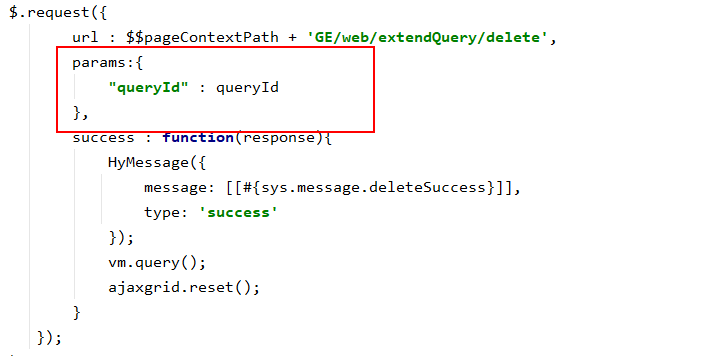 $.request({
url : $$pageContextPath + 'GE/web/extendQuery/delete',
params:{
"queryId" : queryId
},
success : function(response){
HyMessage({
message: [[#{sys.message.deleteSuccess}]],
type: 'success'
});
vm.query();
ajaxgrid.reset();
}
});